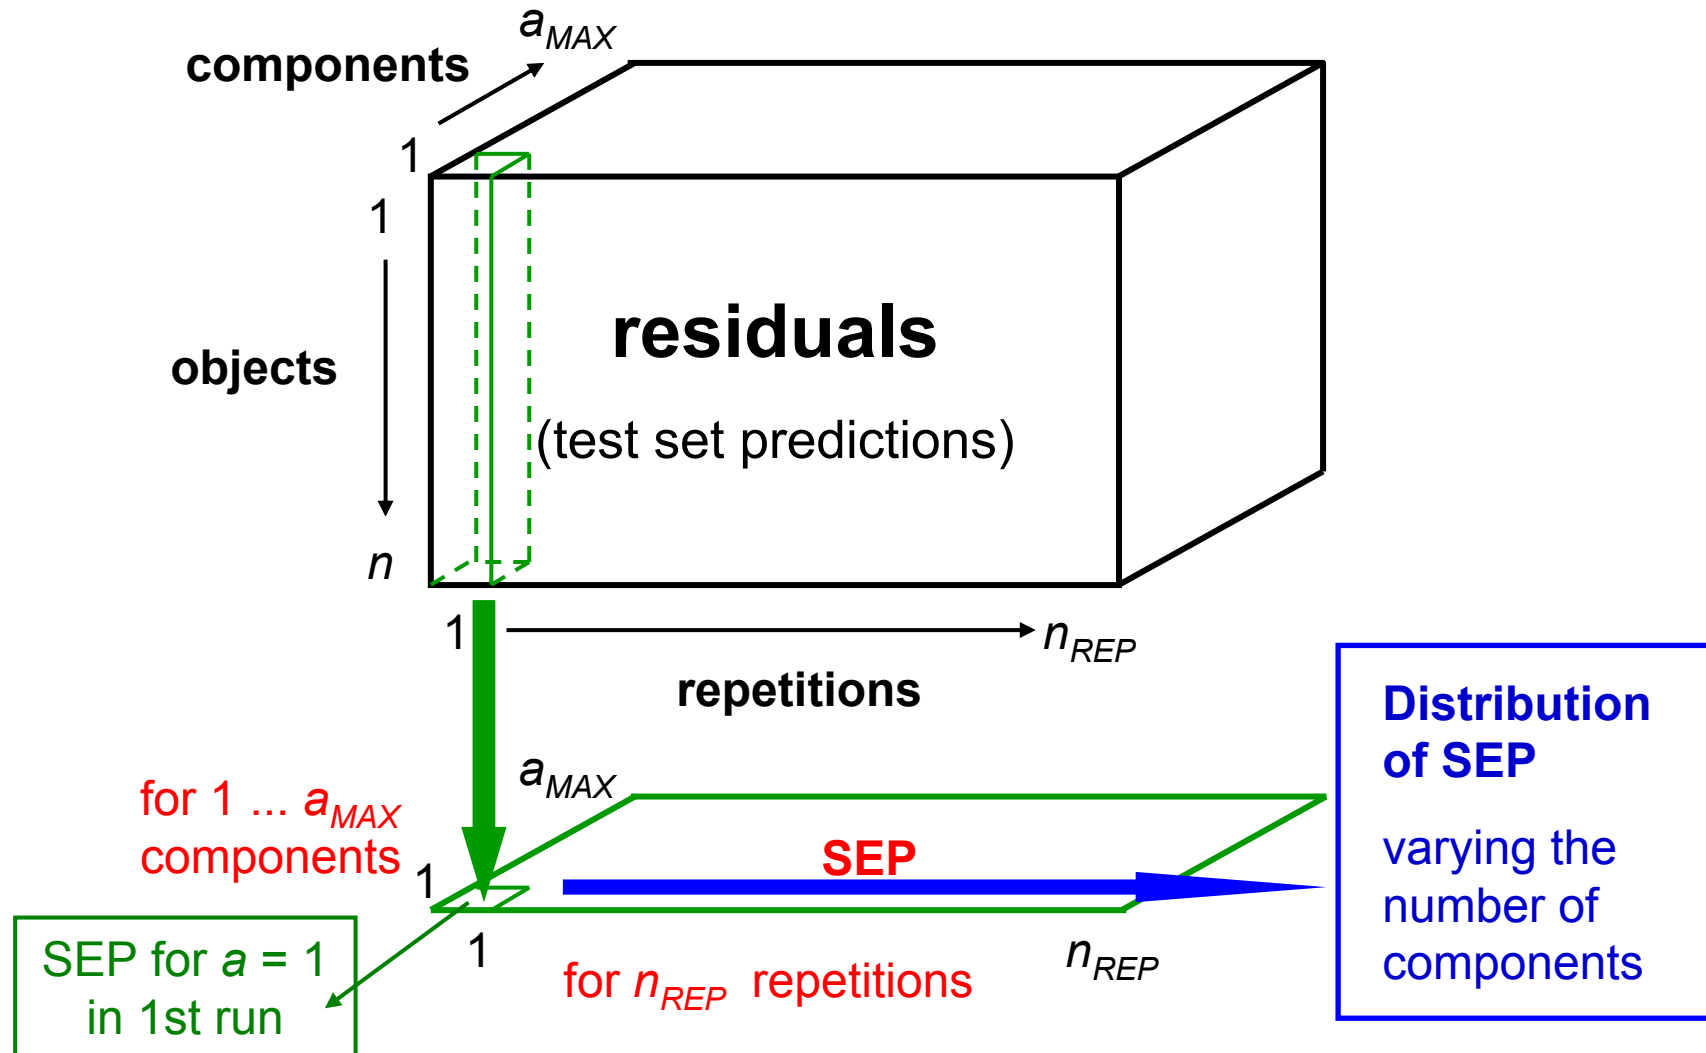 a_MAX
components
1
1
residuals
objects
(test set predictions)
n
1
n_REP
repetitions
Distribution
of SEP
varying the
number of
components
a_MAX
for 1 ... a_MAX
components
SEP
1
1
n_REP
for n_REP repetitions
SEP for a = 1
in 1st run